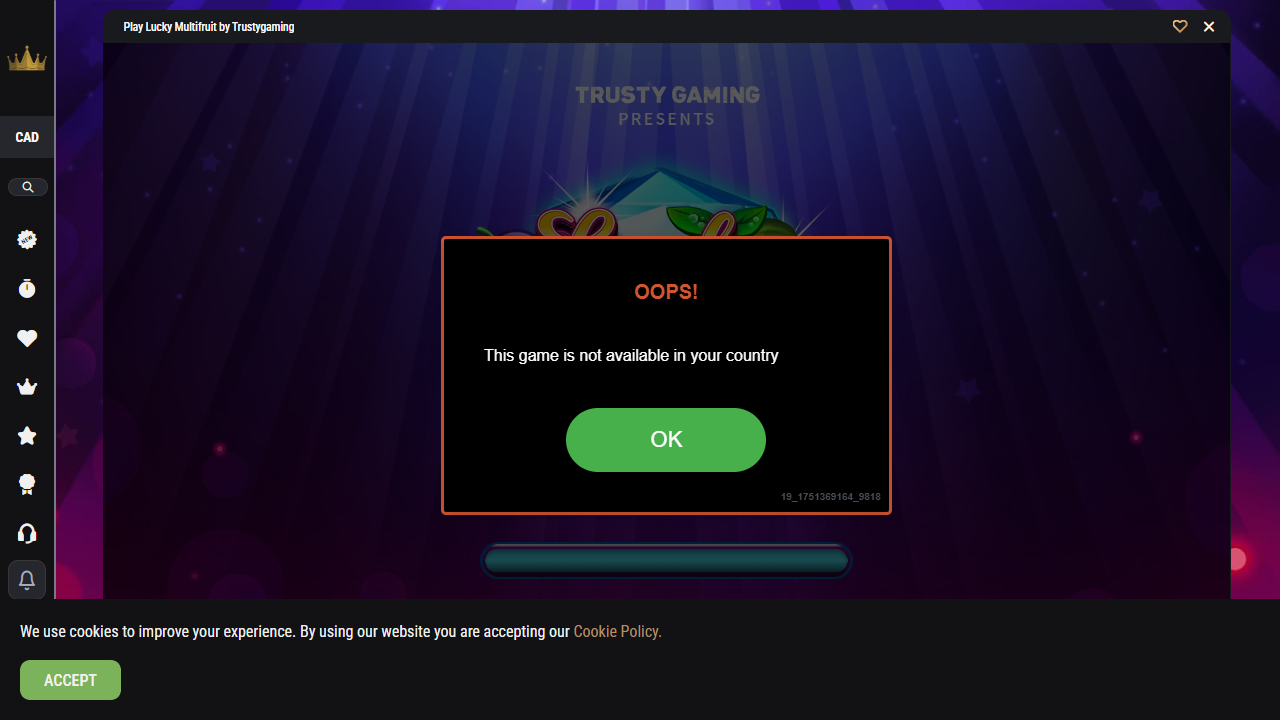 Play Lucky Multifruit by Trustygaming
CAD
NEW
TRUSTY GAMING
PRESENTS
OOPS!
This game is not available in your country
OK
19_1751369164_9818
We use cookies to improve your experience. By using our website you are accepting our Cookie Policy.
ACCEPT